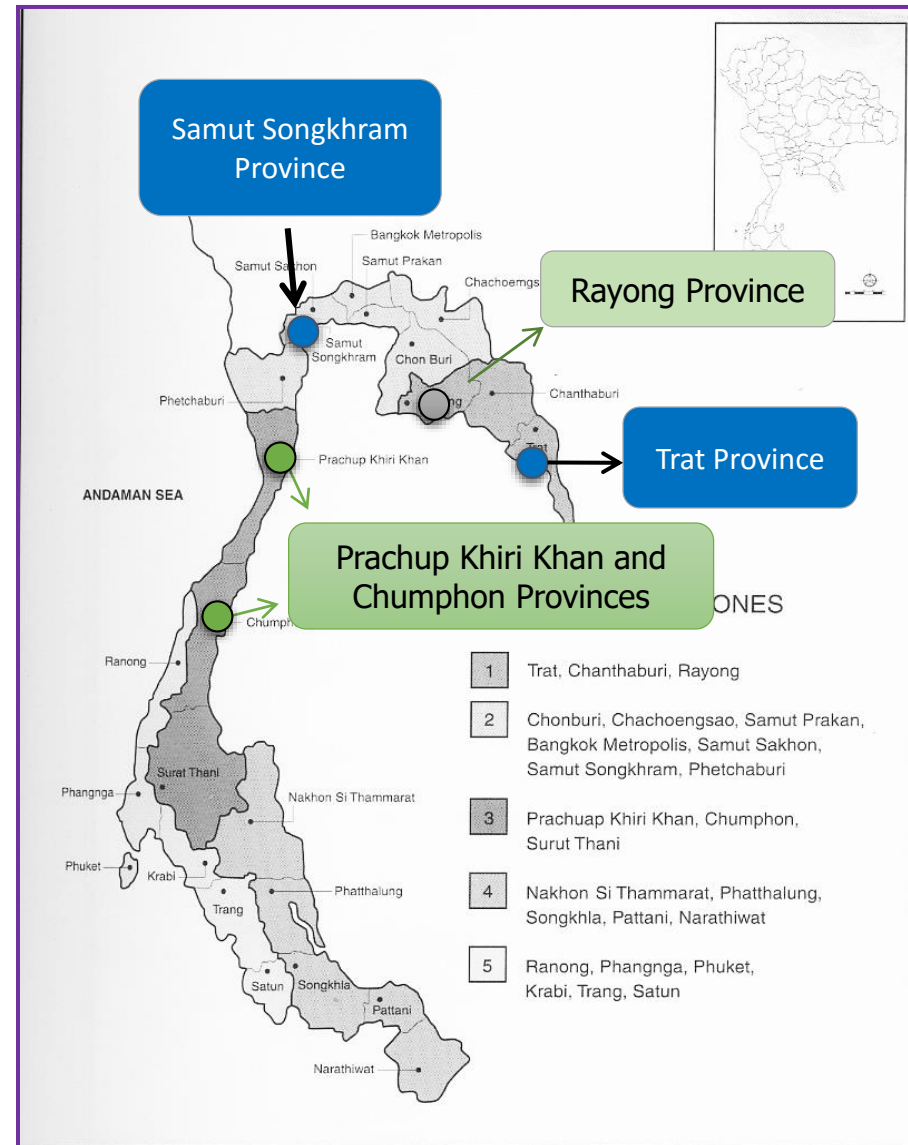 Samut Songkhram
Province
Bangkok Metropolis
Samut Prakan
Samut Sakhon
Chachoemgs
Rayong Province
Samut
Songkhram
Chon Buri
Phetchaburi
Chanthaburi
Trat
Trat Province
Prachup Khiri Khan
ANDAMAN SEA
Prachup Khiri Khan and
Chumphon Provinces
ONES
Chumph
Ranong
1 Trat, Chanthaburi, Rayong
2 Chonburi, Chachoengsao, Samut Prakan,
Bangkok Metropolis, Samut Sakhon,
Samut Songkhram, Phetchaburi
3 Prachuap Khiri Khan, Chumphon,
Surut Thani
4 Nakhon Si Thammarat, Phatthalung,
Songkhla, Pattani, Narathiwat
5 Ranong, Phangnga, Phuket,
Krabi, Trang, Satun
Surat Thani
Phangnga
Nakhon Si Thammarat
Phuket
Krabi
Trang
Phatthalung
Satun
Songkhla
Pattani
Narathiwat